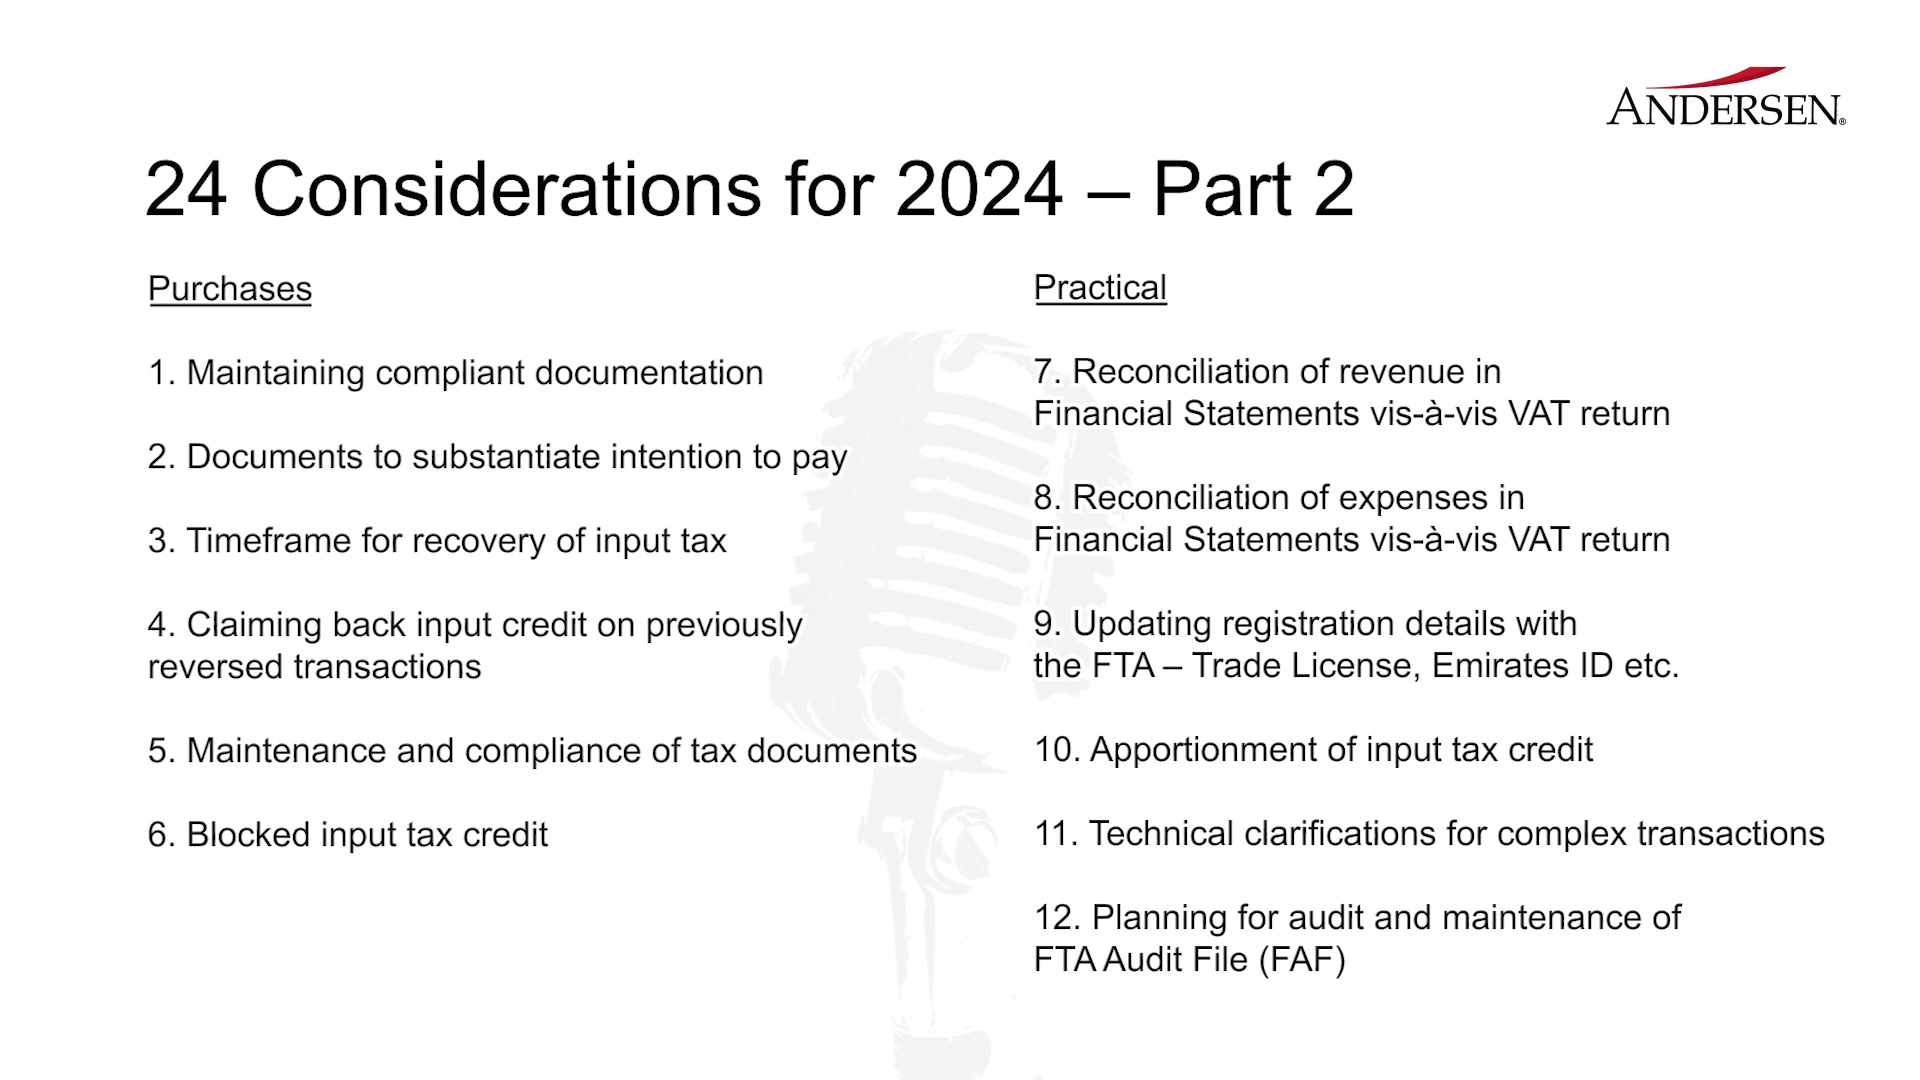 ANDERSEN®
24 Considerations for 2024 – Part 2
Purchases
1. Maintaining compliant documentation
2. Documents to substantiate intention to pay
3. Timeframe for recovery of input tax
4. Claiming back input credit on previously
reversed transactions
5. Maintenance and compliance of tax documents
6. Blocked input tax credit
Practical
7. Reconciliation of revenue in
Financial Statements vis-à-vis VAT return
8. Reconciliation of expenses in
Financial Statements vis-à-vis VAT return
9. Updating registration details with
the FTA – Trade License, Emirates ID etc.
10. Apportionment of input tax credit
11. Technical clarifications for complex transactions
12. Planning for audit and maintenance of
FTA Audit File (FAF)